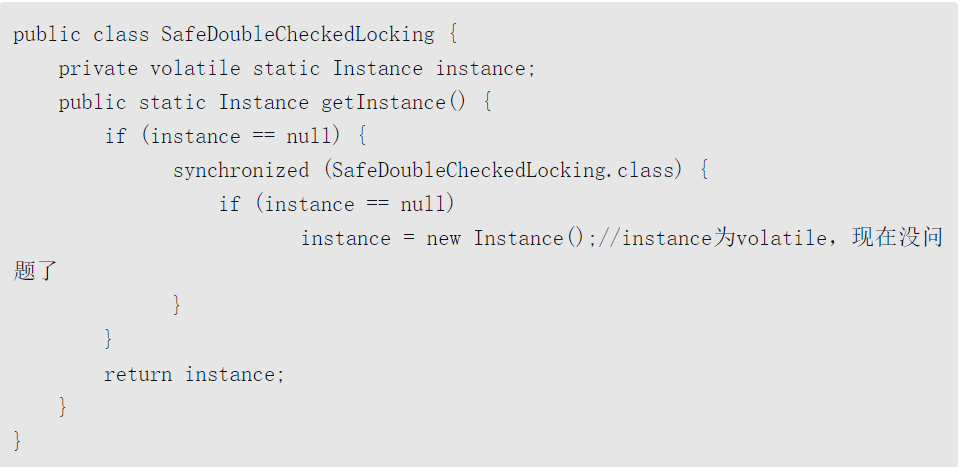 public class SafeDoubleCheckedLocking {
    private volatile static Instance instance;
    public static Instance getInstance() {
        if (instance == null) {
              synchronized (SafeDoubleCheckedLocking.class) {
                  if (instance == null)
                         instance = new Instance();//instance为volatile，现在没问
题了
              }
        }
        return instance;
    }
}